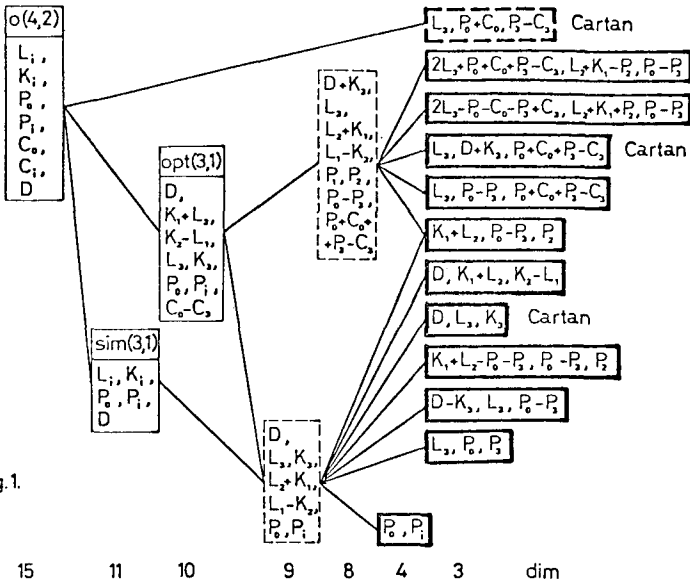 o(4,2)
L_i,
K_i,
P_0,
P_i,
C_0,
C_i,
D
opt(3,1)
D,
K_1+L_2,
K_2-L_1,
L_3, K_3,
P_0, P_i,
C_0-C_3
sim(3,1)
L_i, K_i,
P_0, P_i,
D
D+K_3,
L_3,
L_2+K_1,
L_1-K_2,
P_1, P_2,
P_0-P_3,
P_0+C_0+
+P_3-C_3
D,
L_3, K_3,
L_2+K_1,
L_1-K_2,
P_0, P_i
L_3, P_0+C_0, P_3-C_3 Cartan
2L_3+P_0+C_0+P_3-C_3, L_2+K_1-P_2, P_0-P_3
2L_3-P_0-C_0-P_3+C_3, L_2+K_1+P_2, P_0-P_3
L_3, D+K_3, P_0+C_0+P_3-C_3 Cartan
L_3, P_0-P_3, P_0+C_0+P_3-C_3
K_1+L_2, P_0-P_3, P_2
D, K_1+L_2, K_2-L_1
D, L_3, K_3 Cartan
K_1+L_2-P_0-P_3, P_0-P_3, P_2
D-K_3, L_3, P_0-P_3
L_3, P_0, P_3
P_0, P_i
g.1.
15 11 10 9 8 4 3 dim